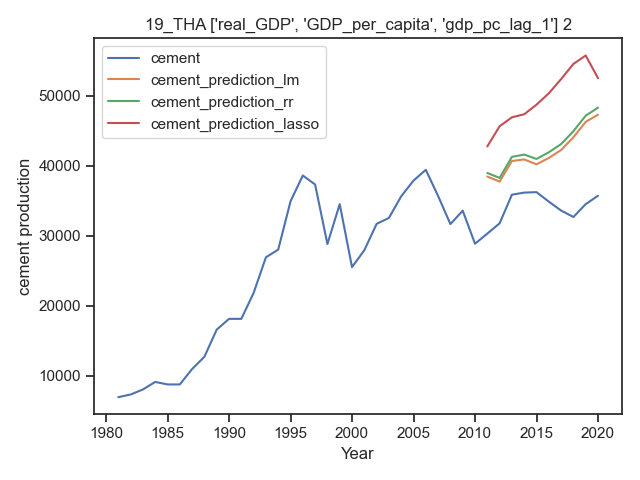 19_THA ['real_GDP', 'GDP_per_capita', 'gdp_pc_lag_1'] 2
cement
cement_prediction_lm
cement_prediction_rr
cement_prediction_lasso
cement production
50000
40000
30000
20000
10000
1980 1985 1990 1995 2000 2005 2010 2015 2020
Year